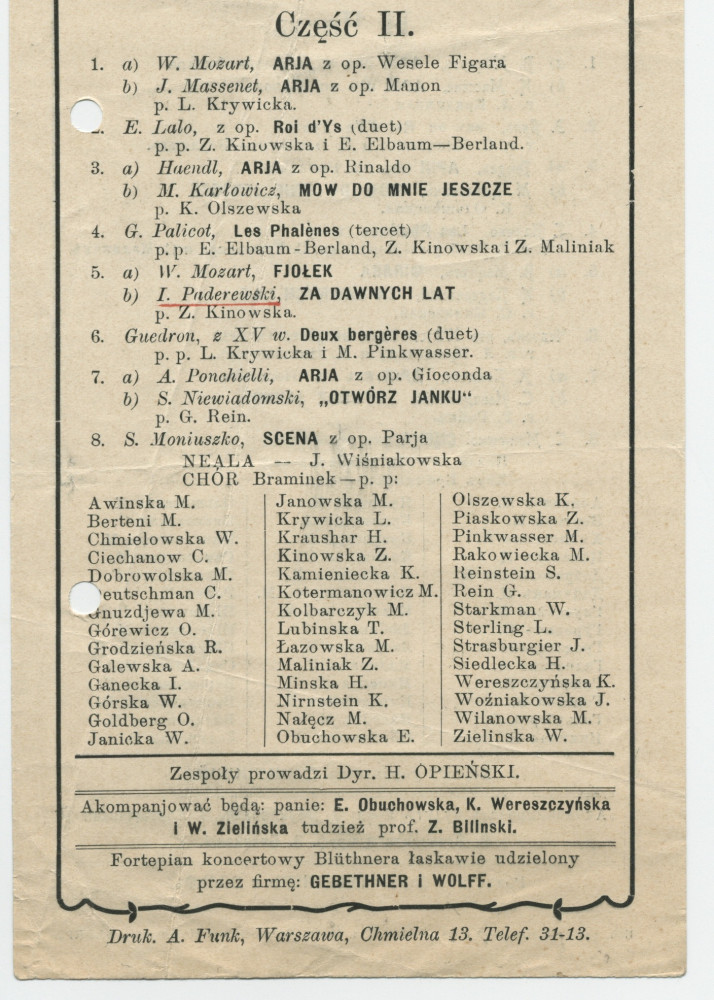 Część II.
1. a) W. Mozart, ARJA z op. Wesele Figara
b) J. Massenet, ARJA z op. Manon
p. L. Krywicka.
E. Lalo, z op. Roi d'Ys (duet)
p. p. Z. Kinowska i E. Elbaum—Berland.
3. a) Haendl, ARJA z op. Rinaldo
b) M. Karłowicz, MOW DO MNIE JESZCZE
p. K. Olszewska
4. G. Palicot, Les Phalènes (tercet)
p. p. E. Elbaum-Berland, Z. Kinowska i Z. Maliniak
5. a) W. Mozart, FJOŁEK
b) I. Paderewski, ZA DAWNYCH LAT
p. Z. Kinowska.
6. Guedron, z XV w. Deux bergères (duet)
p. p. L. Krywicka i M. Pinkwasser.
7. a) A. Ponchielli, ARJA z op. Gioconda
b) S. Niewiadomski, „OTWÓRZ JANKU“
p. G. Rein.
8. S. Moniuszko, SCENA z op. Parja
NEALA — J. Wiśniakowska
CHÓR Braminek — p. p:
Awinska M.
Berteni M.
Chmielowska W.
Ciechanow C.
Dobrowolska M.
Deutschman C.
Gnuzdjewa M.
Górewicz O.
Grodzieńska R.
Galewska A.
Ganecka I.
Górska W.
Goldberg O.
Janicka W.
Janowska M.
Krywicka L.
Kraushar H.
Kinowska Z.
Kamieniecka K.
Kotermanowicz M.
Kolbarczyk M.
Lubinska T.
Łazowska M.
Maliniak Z.
Minska H.
Nirnstein K.
Nałęcz M.
Obuchowska E.
Olszewska K.
Piaskowska Z.
Pinkwasser M.
Rakowiecka M.
Reinstein S.
Rein G.
Starkman W.
Sterling L.
Strasburgier J.
Siedlecka H.
Wereszczyńska K.
Woźniakowska J.
Wilanowska M.
Zielinska W.
Zespoły prowadzi Dyr. H. OPIEŃSKI.
Akompanjować będą: panie: E. Obuchowska, K. Wereszczyńska
i W. Zielińska tudzież prof. Z. Bilinski.
Fortepian koncertowy Blüthnera łaskawie udzielony
przez firmę: GEBETHNER i WOLFF.
Druk. A. Funk, Warszawa, Chmielna 13. Telef. 31-13.